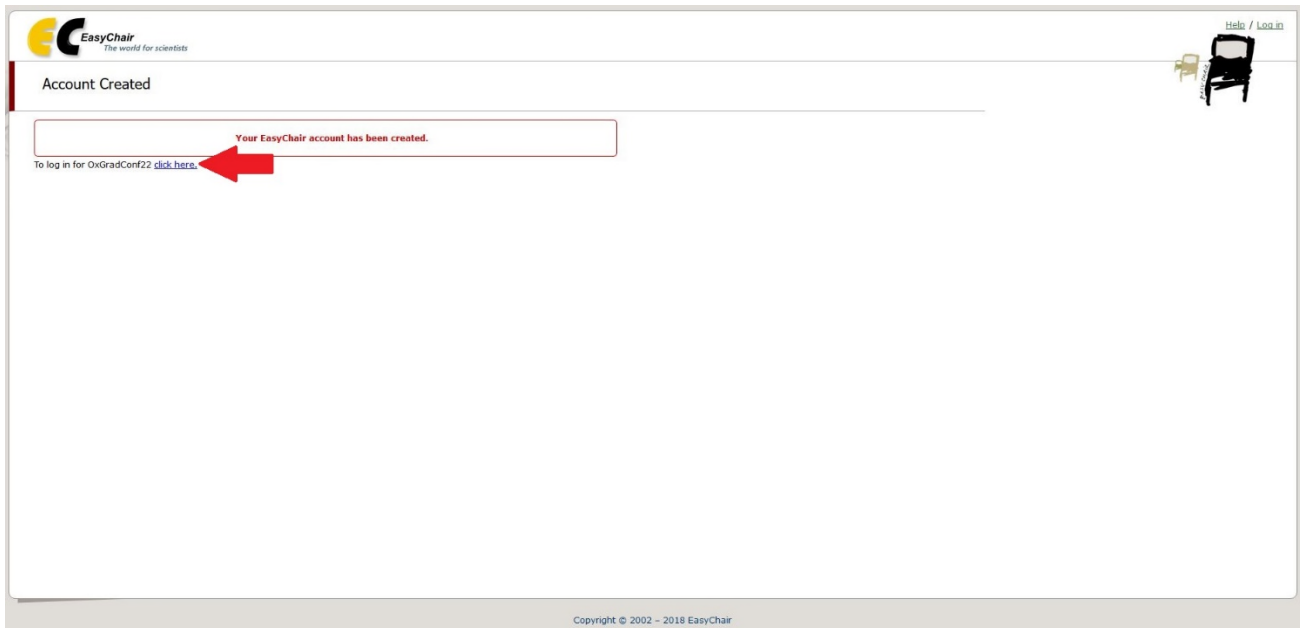 EasyChair
The world for scientists
Help / Log in
Account Created
Your EasyChair account has been created.
To log in for OxGradConf22 click here.
Copyright © 2002 – 2018 EasyChair